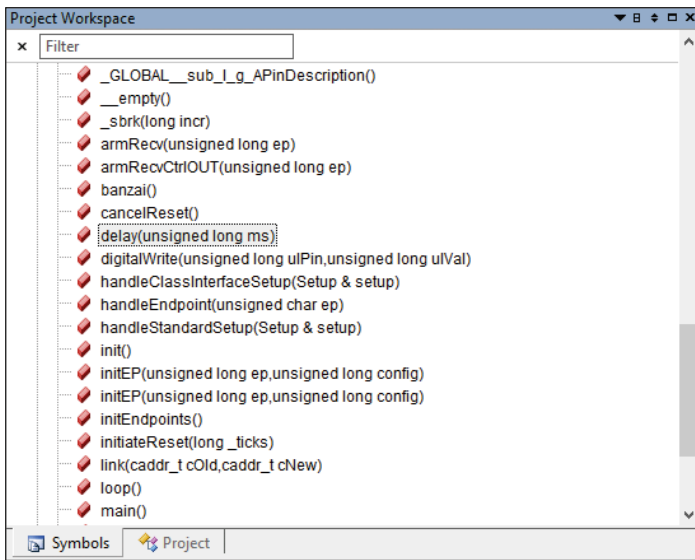 Project Workspace
Filter
_GLOBAL__sub_I_g_APinDescription()
__empty()
_sbrk(long incr)
armRecv(unsigned long ep)
armRecvCtrlOUT(unsigned long ep)
banzai()
cancelReset()
delay(unsigned long ms)
digitalWrite(unsigned long ulPin,unsigned long ulVal)
handleClassInterfaceSetup(Setup & setup)
handleEndpoint(unsigned char ep)
handleStandardSetup(Setup & setup)
init()
initEP(unsigned long ep,unsigned long config)
initEP(unsigned long ep,unsigned long config)
initEndpoints()
initiateReset(long _ticks)
link(caddr_t cOld,caddr_t cNew)
loop()
main()
Symbols Project